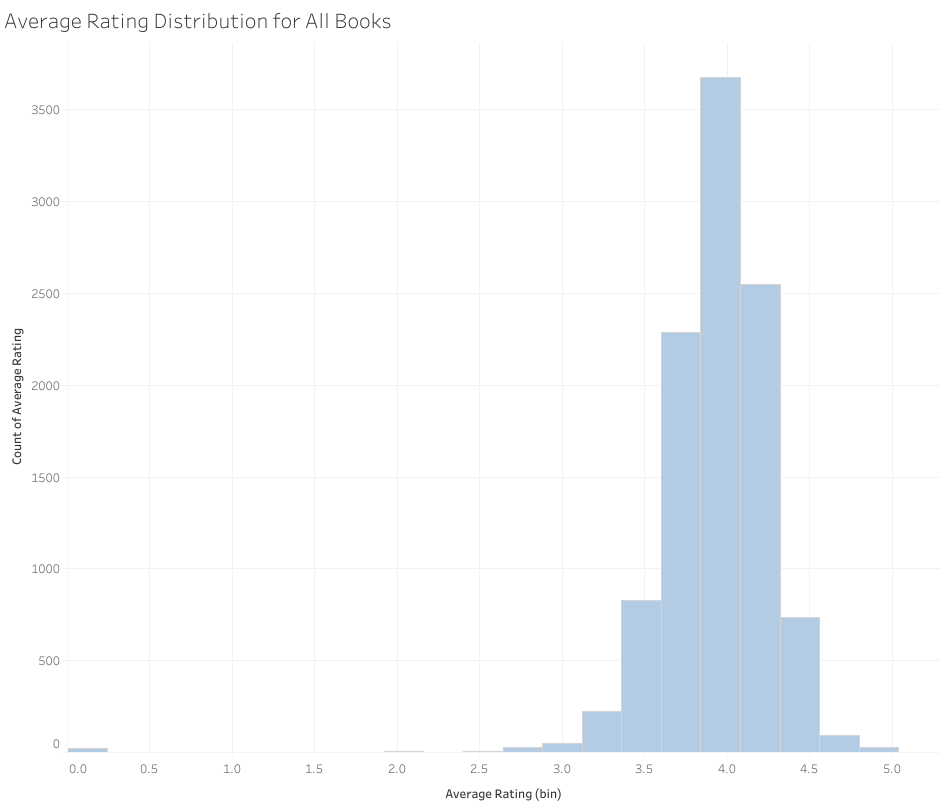 Average Rating Distribution for All Books
3500
3000
2500
2000
1500
1000
500
0
Count of Average Rating
0.0 0.5 1.0 1.5 2.0 2.5 3.0 3.5 4.0 4.5 5.0
Average Rating (bin)